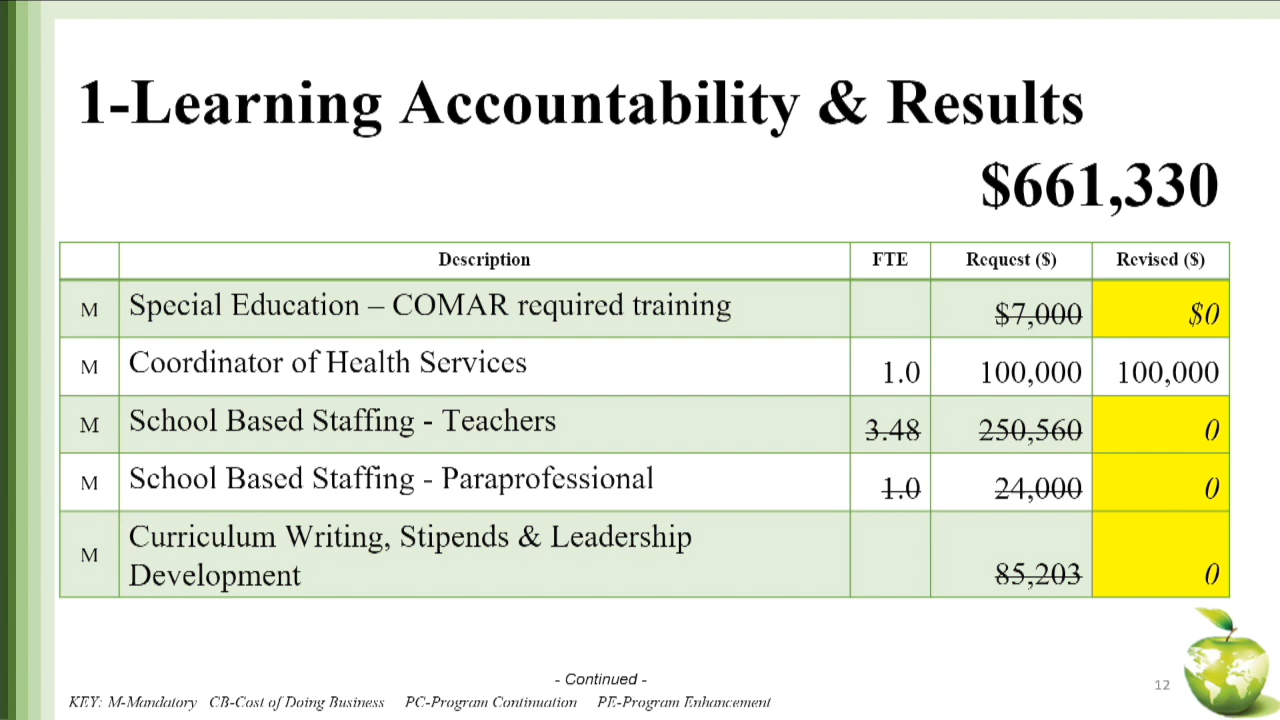 1-Learning Accountability & Results
$661,330
Description FTE Request ($) Revised ($)
M Special Education – COMAR required training $7,000 $0
M Coordinator of Health Services 1.0 100,000 100,000
M School Based Staffing - Teachers 3.48 250,560 0
M School Based Staffing - Paraprofessional 1.0 24,000 0
M Curriculum Writing, Stipends & Leadership
Development 85,203 0
- Continued -
12
KEY: M-Mandatory CB-Cost of Doing Business PC-Program Continuation PE-Program Enhancement